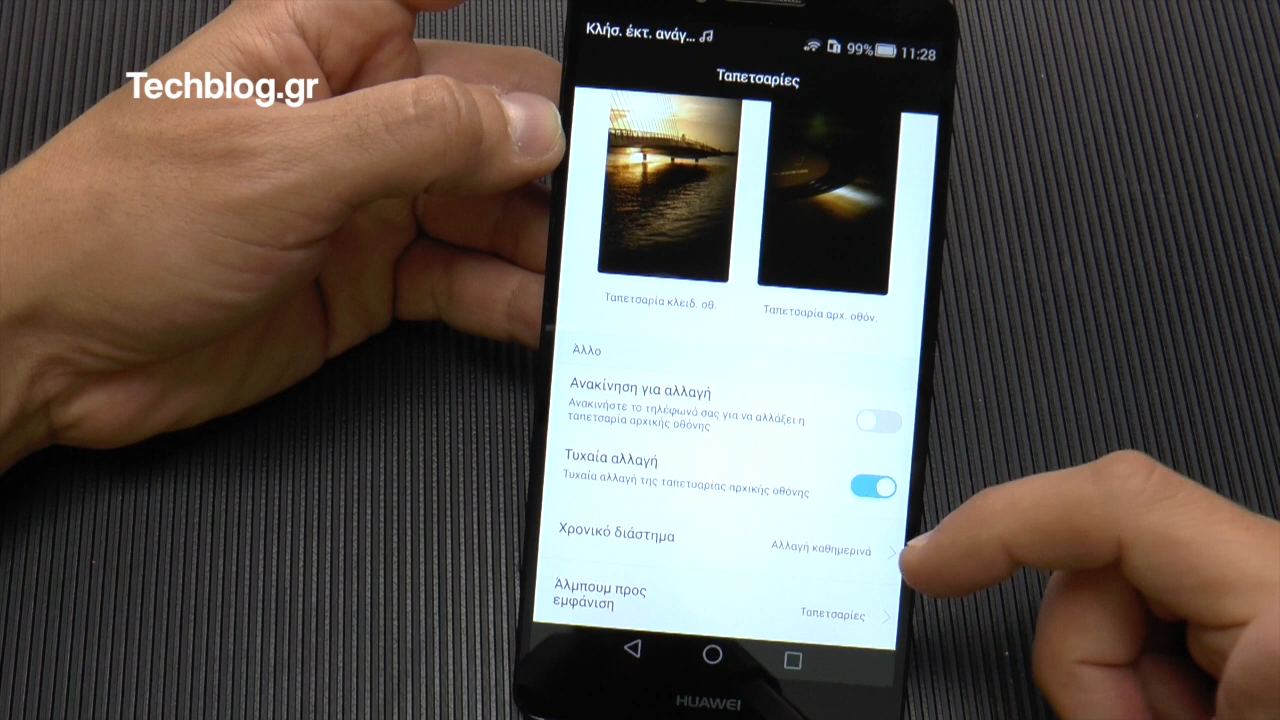 Techblog.gr
Κλήσ. έκτ. ανάγ...
99% 11:28
Ταπετσαρίες
Ταπετσαρία κλειδ. οθ.
Ταπετσαρία αρχ. οθόν.
Άλλο
Ανακίνηση για αλλαγή
Ανακινήστε το τηλέφωνό σας για να αλλάξει η
ταπετσαρία αρχικής οθόνης
Τυχαία αλλαγή
Τυχαία αλλαγή της ταπετσαρίας αρχικής οθόνης
Χρονικό διάστημα
Αλλαγή καθημερινά
Άλμπουμ προς
εμφάνιση
Ταπετσαρίες
HUAWEI